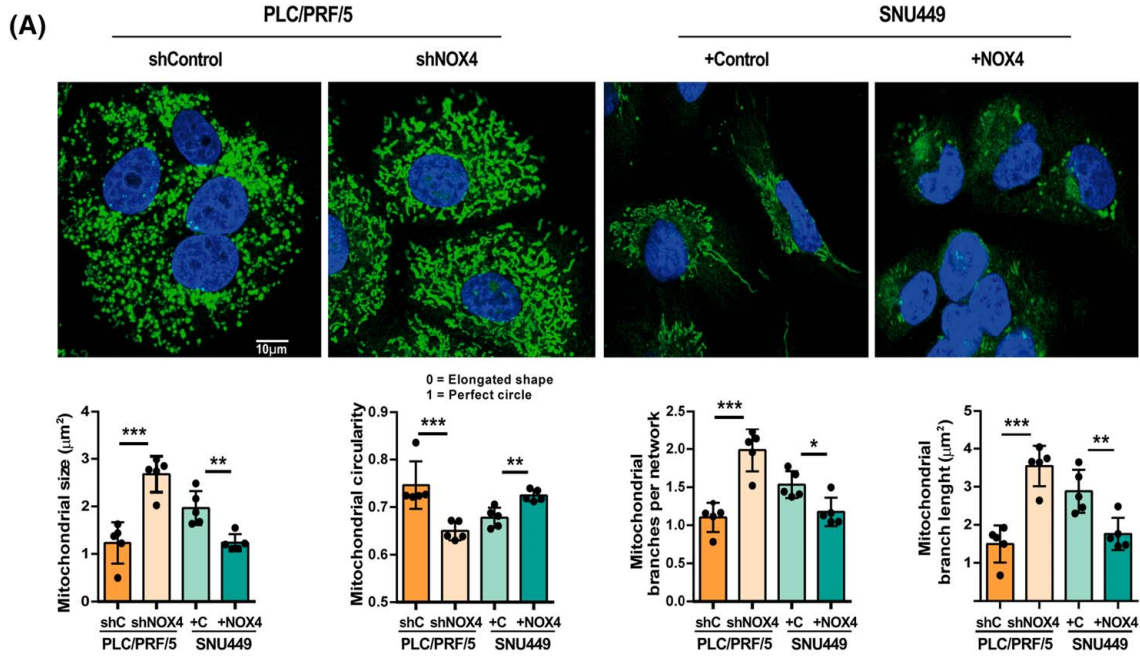 (A)
PLC/PRF/5
SNU449
shControl
shNOX4
+Control
+NOX4
10μm
Mitochondrial size (μm²)
4
3
2
1
0
***
**
shC shNOX4 +C +NOX4
PLC/PRF/5 SNU449
0 = Elongated shape
1 = Perfect circle
Mitochondrial circularity
0.9
0.8
0.7
0.6
0.5
***
**
shC shNOX4 +C +NOX4
PLC/PRF/5 SNU449
Mitochondrial
branches per network
2.5
2.0
1.5
1.0
0.5
0.0
***
*
shC shNOX4 +C +NOX4
PLC/PRF/5 SNU449
Mitochondrial
branch lenght (μm²)
5
4
3
2
1
0
***
**
shC shNOX4 +C +NOX4
PLC/PRF/5 SNU449